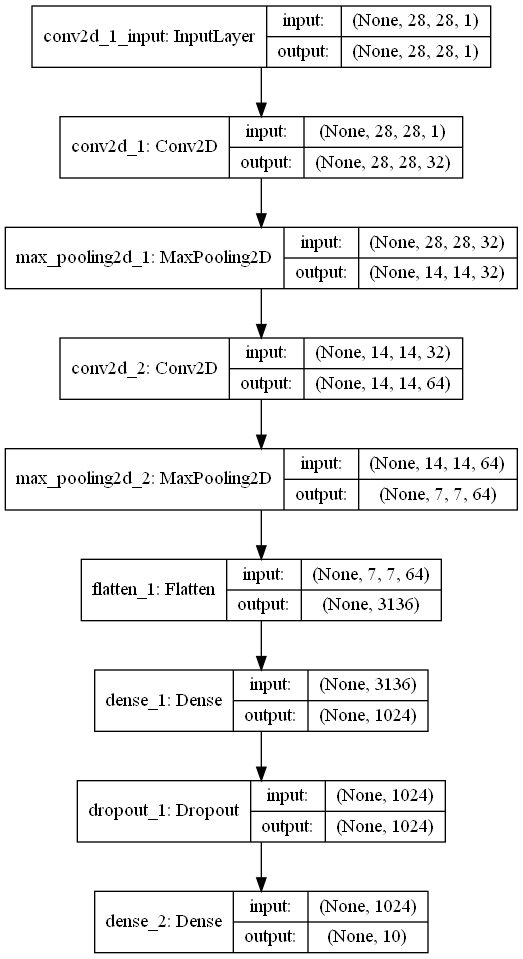 conv2d_1_input: InputLayer
input:
(None, 28, 28, 1)
output:
(None, 28, 28, 1)
conv2d_1: Conv2D
input:
(None, 28, 28, 1)
output:
(None, 28, 28, 32)
max_pooling2d_1: MaxPooling2D
input:
(None, 28, 28, 32)
output:
(None, 14, 14, 32)
conv2d_2: Conv2D
input:
(None, 14, 14, 32)
output:
(None, 14, 14, 64)
max_pooling2d_2: MaxPooling2D
input:
(None, 14, 14, 64)
output:
(None, 7, 7, 64)
flatten_1: Flatten
input:
(None, 7, 7, 64)
output:
(None, 3136)
dense_1: Dense
input:
(None, 3136)
output:
(None, 1024)
dropout_1: Dropout
input:
(None, 1024)
output:
(None, 1024)
dense_2: Dense
input:
(None, 1024)
output:
(None, 10)